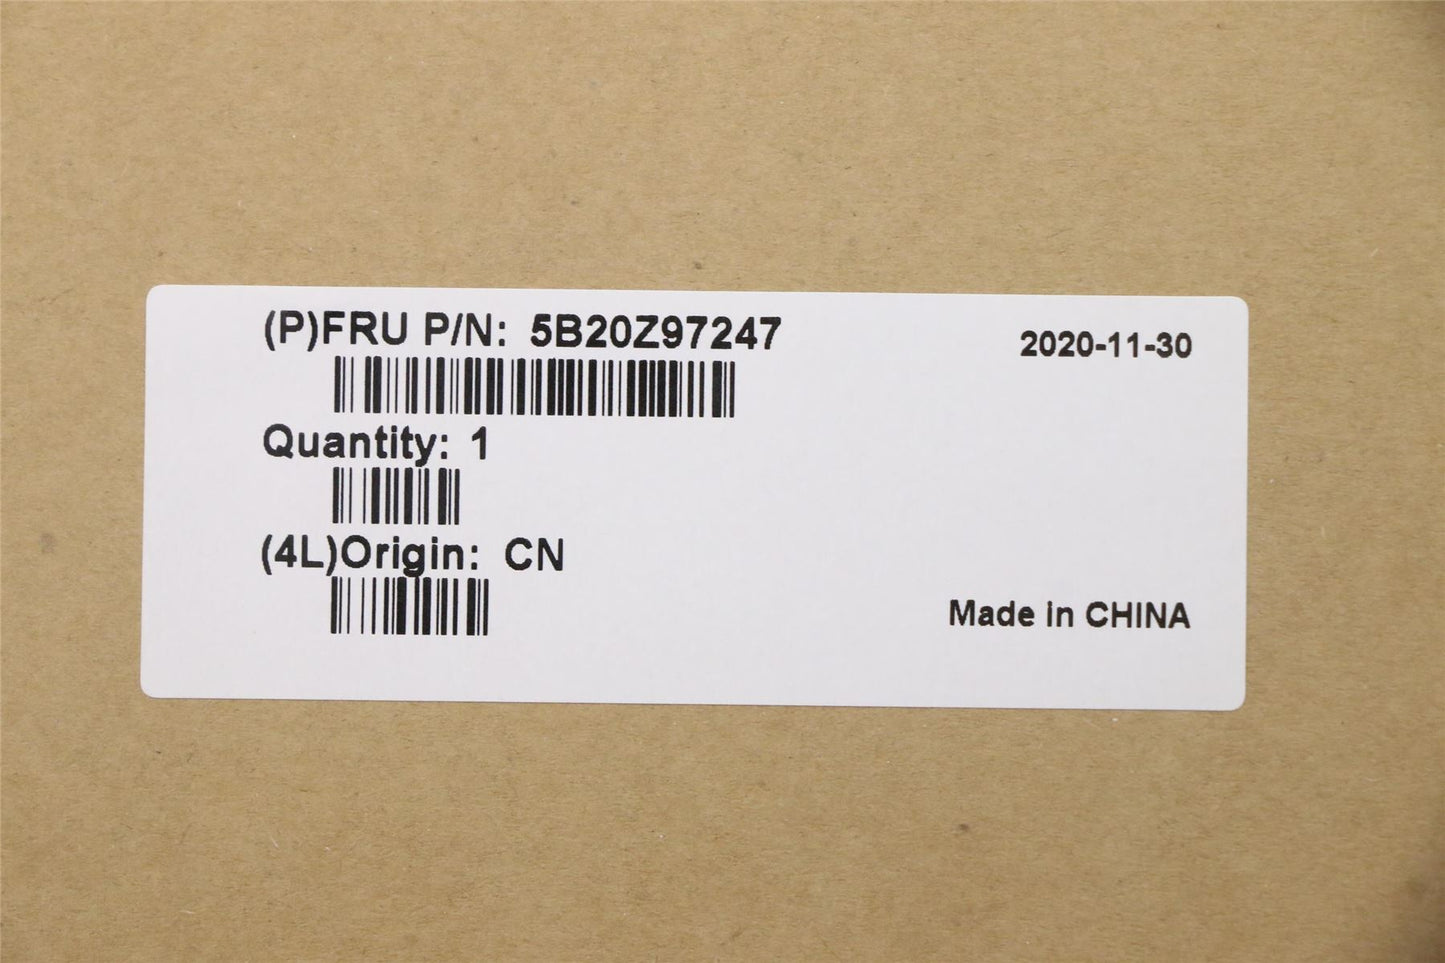 (P)FRU P/N: 5B20Z97247
2020-11-30
Quantity: 1
(4L)Origin: CN
Made in CHINA